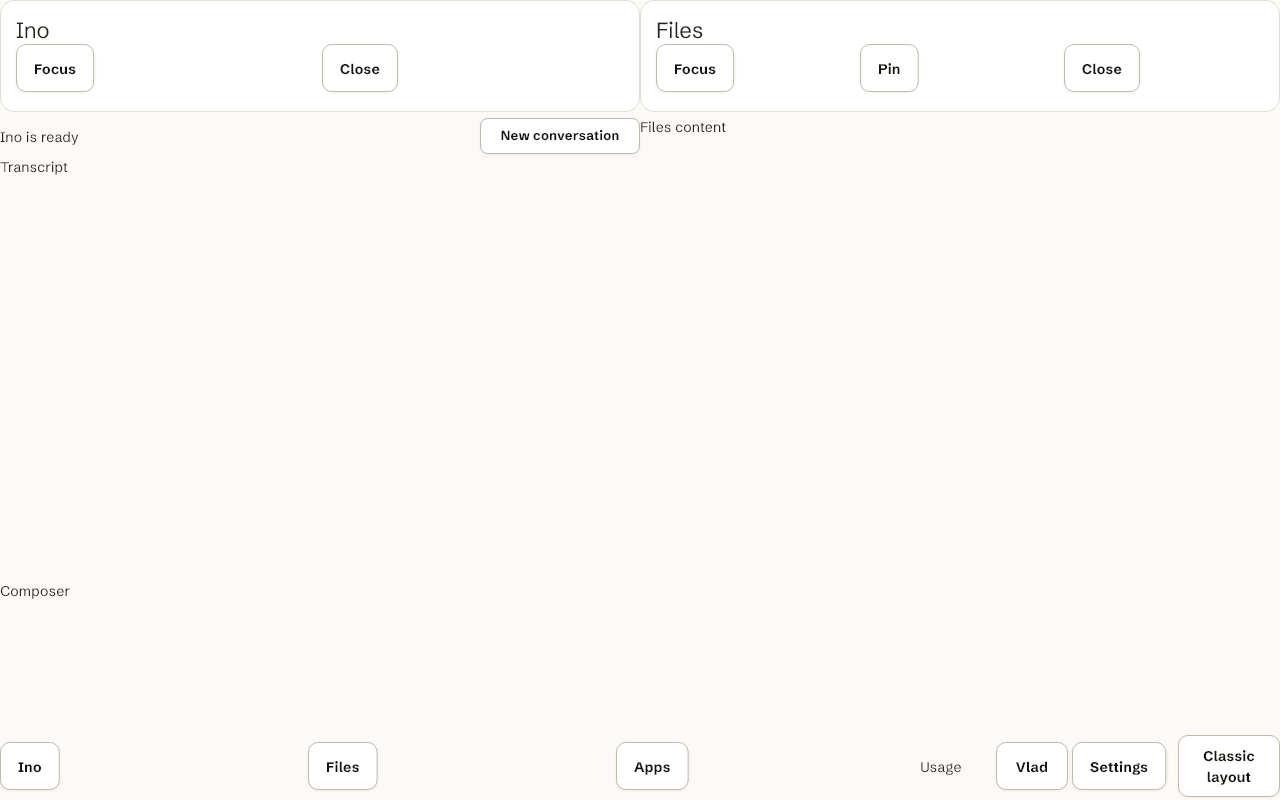 Ino
Focus
Close
Files
Focus
Pin
Close
Ino is ready
New conversation
Files content
Transcript
Composer
Ino
Files
Apps
Usage
Vlad
Settings
Classic
layout